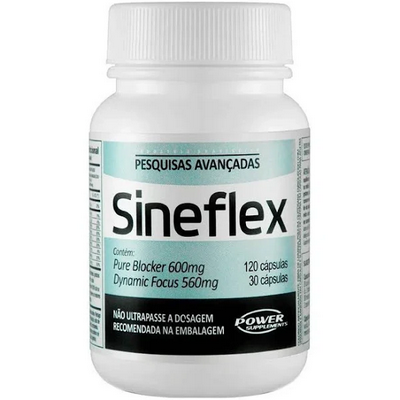 PESQUISAS AVANÇADAS
Sineflex
Contém:
Pure Blocker 600mg 120 cápsulas
Dynamic Focus 560mg 30 cápsulas
NÃO ULTRAPASSE A DOSAGEM
RECOMENDADA NA EMBALAGEM
POWER
SUPPLEMENTS